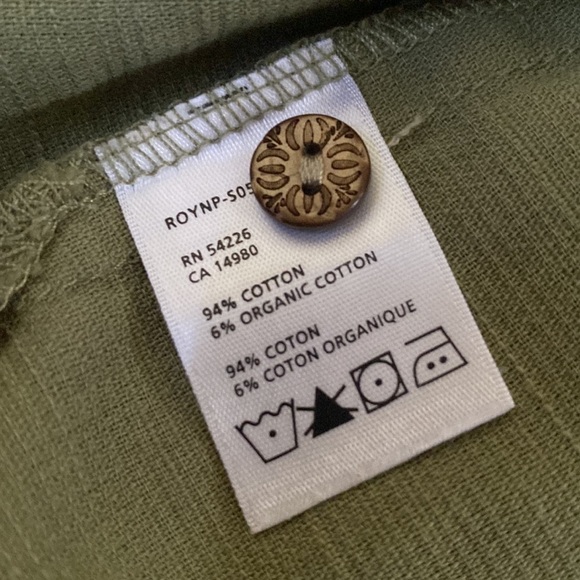 ROYNP-S05
RN 54226
CA 14980
94% COTTON
6% ORGANIC COTTON
94% COTON
6% COTON ORGANIQUE